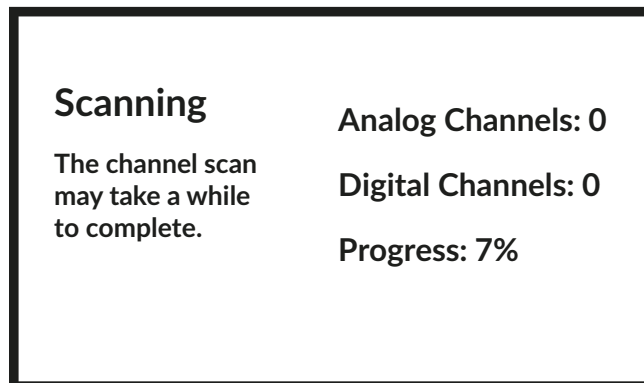 Scanning
The channel scan
may take a while
to complete.
Analog Channels: 0
Digital Channels: 0
Progress: 7%